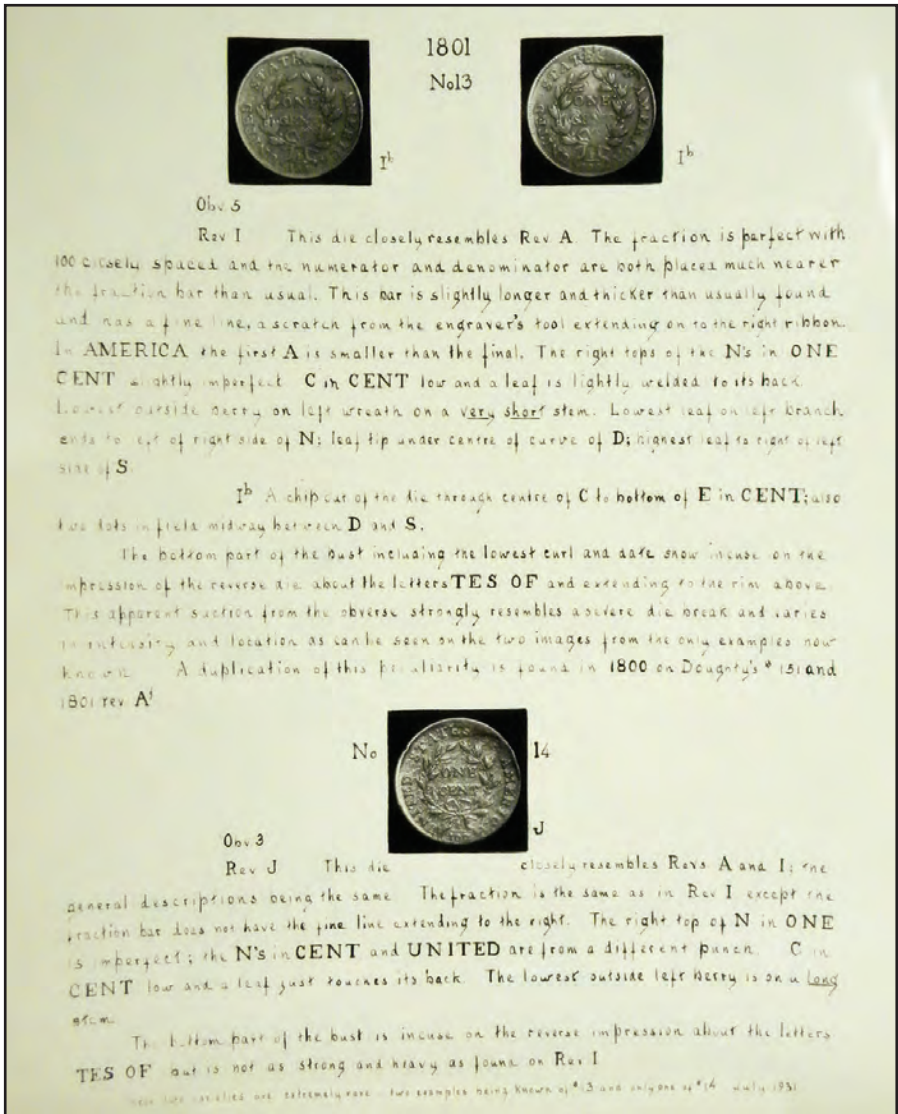 1801
No13
I^b
I^b
Obv 5
Rev I This die closely resembles Rev A. The fraction is perfect with
100 closely spaced and the numerator and denominator are both placed much nearer
the fraction bar than usual. This bar is slightly longer and thicker than usually found
and has a fine line, a scratch from the engraver's tool extending on to the right ribbon.
In AMERICA the first A is smaller than the final. The right tops of the N's in ONE
CENT slightly imperfect C in CENT low and a leaf is lightly welded to its back
Lowest outside berry on left wreath on a very short stem. Lowest leaf on left branch
ends to left of right side of N; leaf tip under centre of curve of D; highest leaf to right of left
side of S
I^b A chip out of the die through centre of C to bottom of E in CENT; also
two dots in field midway between D and S.
The bottom part of the bust including the lowest curl and date show incuse on the
impression of the reverse die about the letters TES OF and extending to the rim above
This apparent suction from the obverse strongly resembles a severe die break and varies
in intensity and location as can be seen on the two images from the only examples now
known A duplication of this peculiarity is found in 1800 on Doughty's # 151 and
1801 rev A
No 14
J
Obv 3
Rev J This die closely resembles Revs A and I; the
general descriptions being the same The fraction is the same as in Rev I except the
fraction bar does not have the fine line extending to the right. The right top of N in ONE
is imperfect; the N's in CENT and UNITED are from a different punch. C in
CENT low and a leaf just touches its back. The lowest outside left berry is on a long
stem.
The bottom part of the bust is incuse on the reverse impression about the letters
TES OF but is not as strong and heavy as found on Rev I
varieties are extremely rare two examples being known of #13 and only one of #14 July 1931